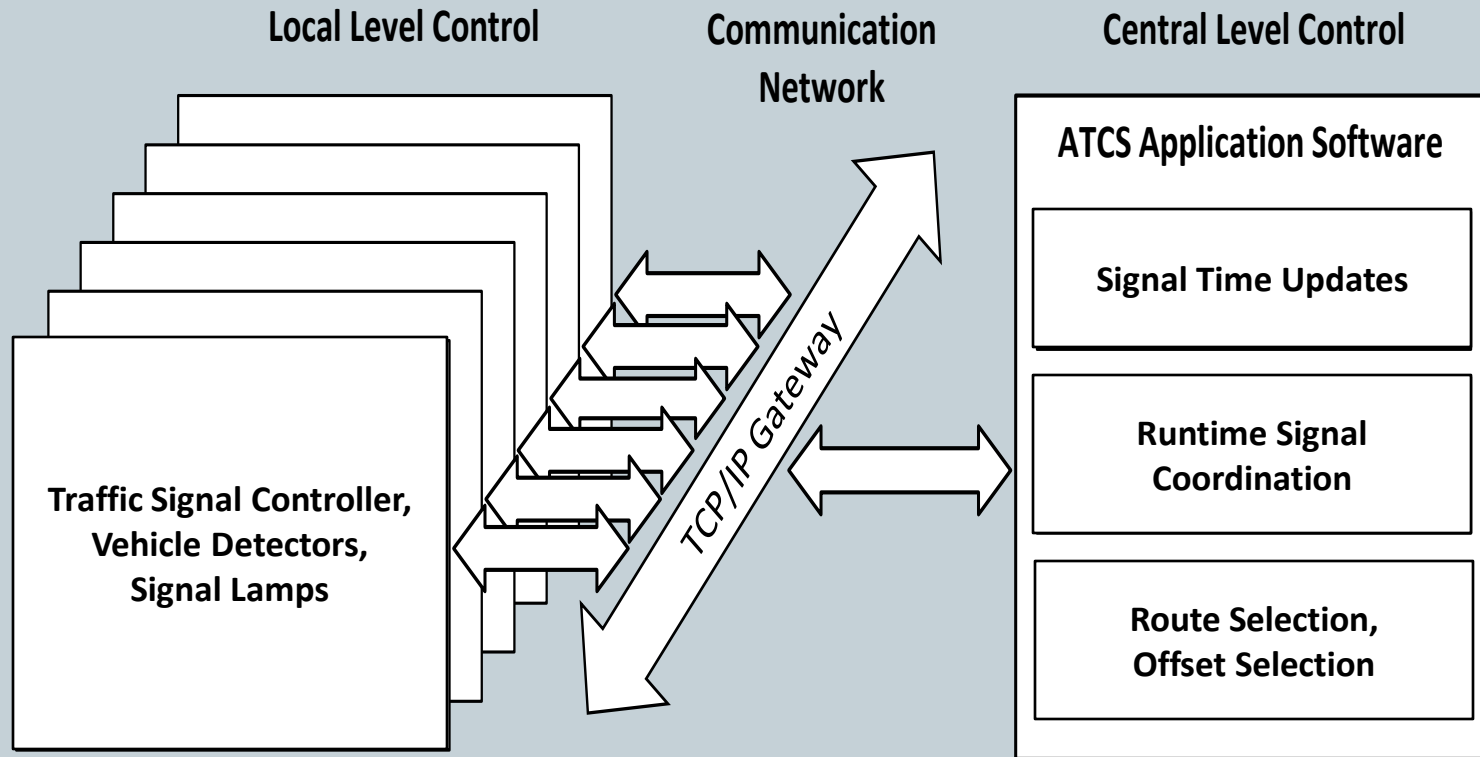 Local Level Control
Communication
Network
Central Level Control
Traffic Signal Controller,
Vehicle Detectors,
Signal Lamps
TCP/IP Gateway
ATCS Application Software
Signal Time Updates
Runtime Signal
Coordination
Route Selection,
Offset Selection